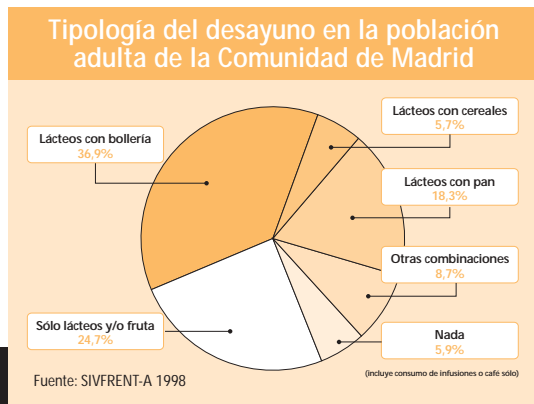 Tipología del desayuno en la población
adulta de la Comunidad de Madrid
Lácteos con cereales
5,7%
Lácteos con bollería
36,9%
Lácteos con pan
18,3%
Otras combinaciones
8,7%
Sólo lácteos y/o fruta
24,7%
Nada
5,9%
(incluye consumo de infusiones o café sólo)
Fuente: SIVFRENT-A 1998